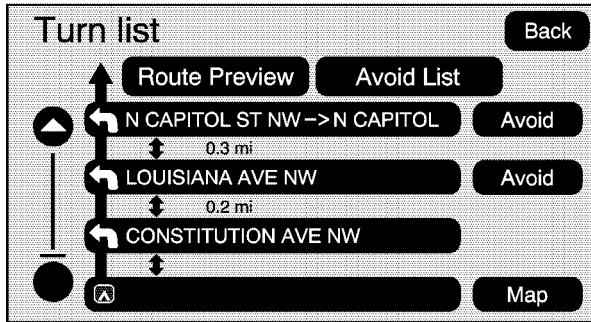 Turn list
Back
Route Preview
Avoid List
N CAPITOL ST NW->N CAPITOL
Avoid
0.3 mi
LOUISIANA AVE NW
Avoid
0.2 mi
CONSTITUTION AVE NW
Map